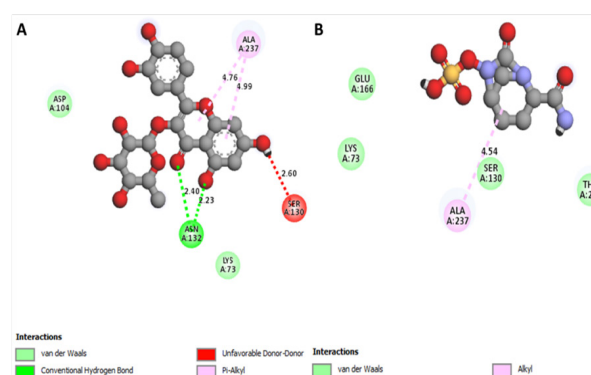 A
ALA
A:237
4.76
4.99
ASP
A:104
2.60
SER
A:130
2.40
2.23
ASN
A:132
LYS
A:73
Interactions
van der Waals
Conventional Hydrogen Bond
Unfavorable Donor-Donor
Pi-Alkyl
B
GLU
A:166
LYS
A:73
4.54
SER
A:130
TH
A:2
ALA
A:237
Interactions
van der Waals
Alkyl